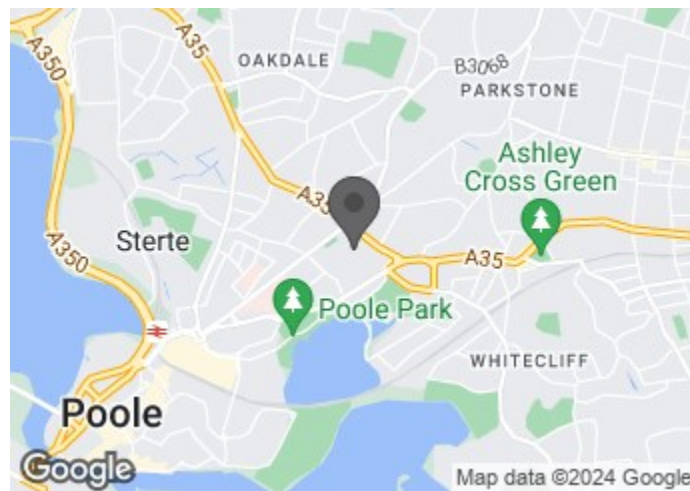 A350
A35
OAKDALE
B3068
PARKSTONE
Ashley
Cross Green
A35
A350
Sterte
A35
Poole Park
WHITECLIFF
Poole
Google
Map data ©2024 Google